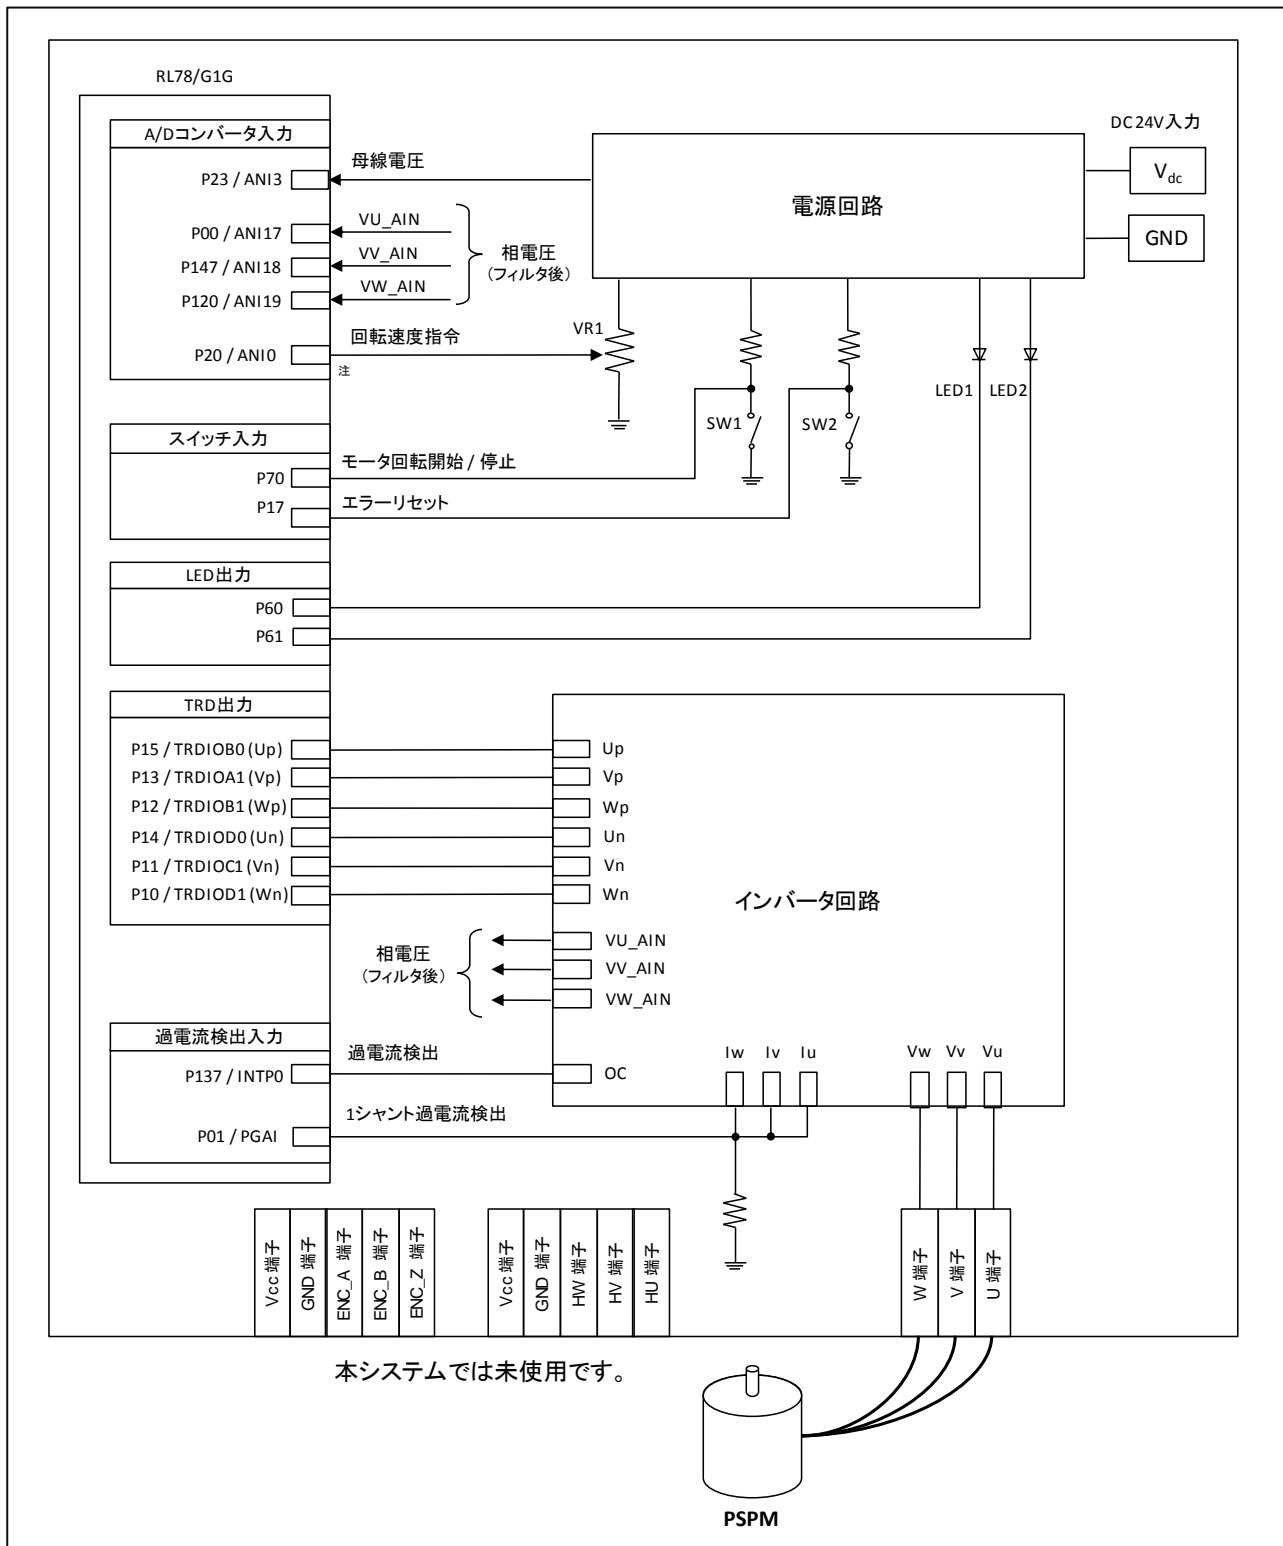 RL78/G1G
A/Dコンバータ入力
P23 / ANI3
P00 / ANI17
P147 / ANI18
P120 / ANI19
P20 / ANI0
母線電圧
VU_AIN
VV_AIN
VW_AIN
相電圧
(フィルタ後)
回転速度指令
注
VR1
電源回路
DC24V入力
Vdc
GND
SW1
SW2
LED1
LED2
スイッチ入力
P70
P17
モータ回転開始 / 停止
エラーリセット
LED出力
P60
P61
TRD出力
P15 / TRDIOB0 (Up)
P13 / TRDIOA1 (Vp)
P12 / TRDIOB1 (Wp)
P14 / TRDIOD0 (Un)
P11 / TRDIOC1 (Vn)
P10 / TRDIOD1 (Wn)
Up
Vp
Wp
Un
Vn
Wn
インバータ回路
相電圧
(フィルタ後)
VU_AIN
VV_AIN
VW_AIN
過電流検出入力
P137 / INTP0
P01 / PGAI
過電流検出
1シャント過電流検出
OC
Iw
Iv
Iu
Vw
Vv
Vu
Vcc 端子
GND 端子
ENC_A 端子
ENC_B 端子
ENC_Z 端子
Vcc 端子
GND 端子
HW 端子
HV 端子
HU 端子
W 端子
V 端子
U 端子
本システムでは未使用です。
PSPM